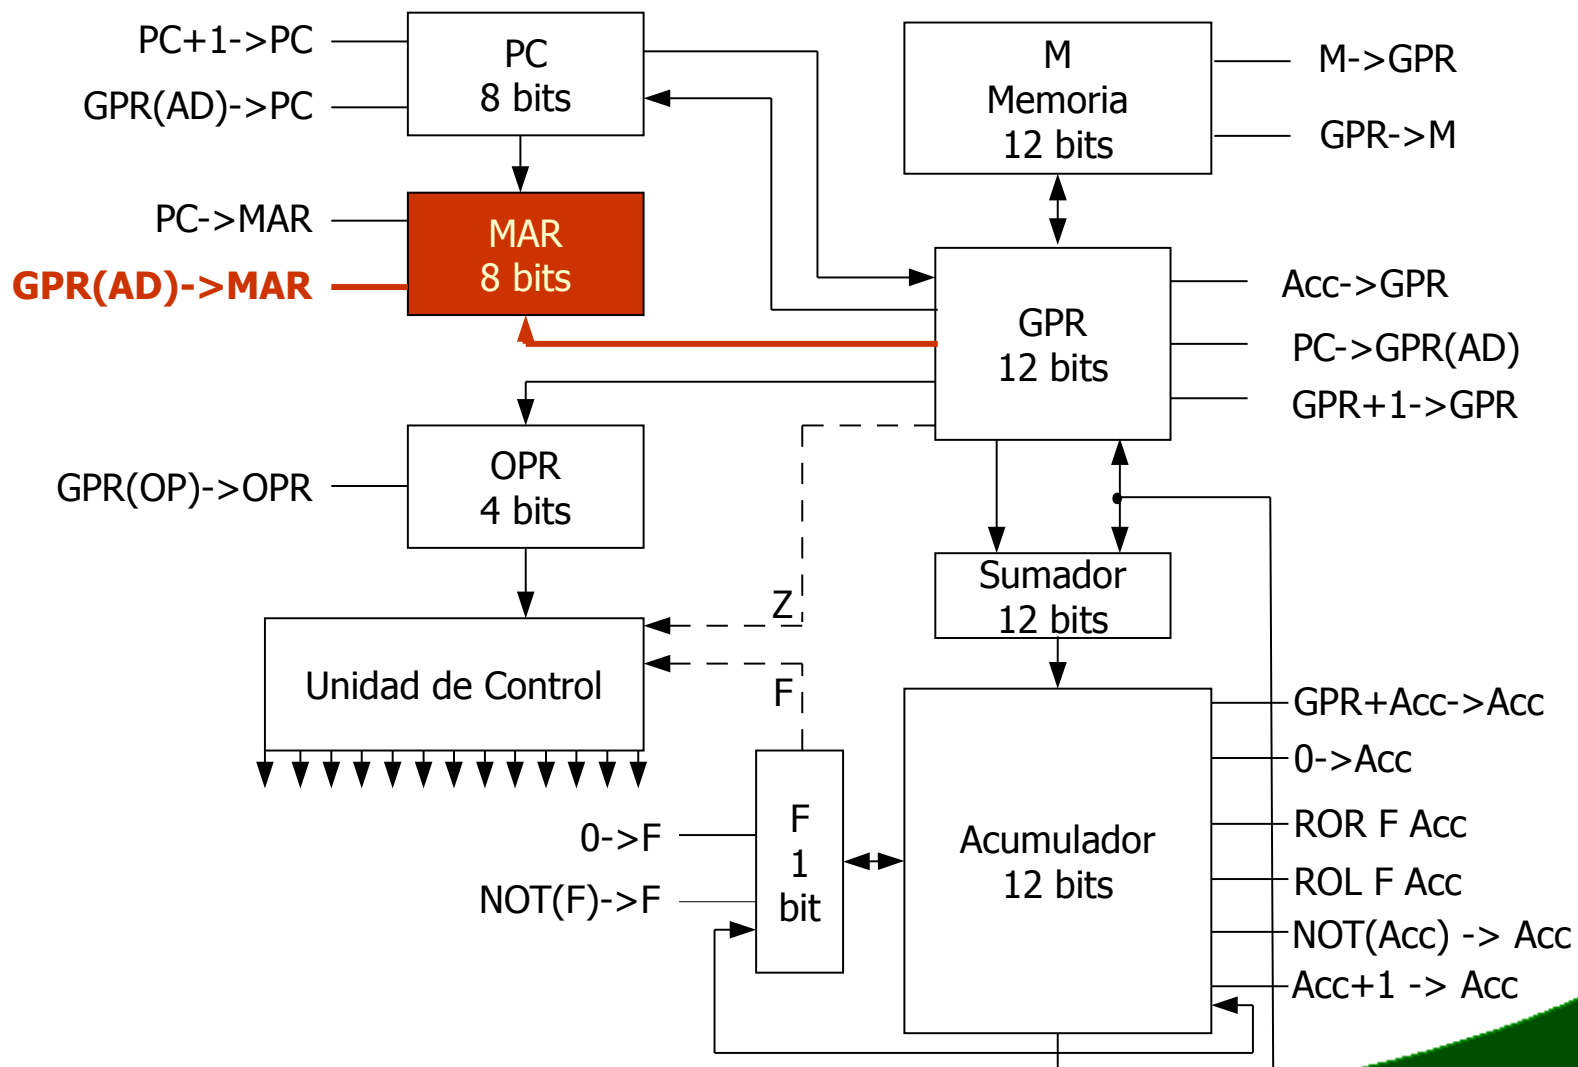 PC+1->PC
GPR(AD)->PC
PC
8 bits
M
Memoria
12 bits
M->GPR
GPR->M
PC->MAR
GPR(AD)->MAR
MAR
8 bits
GPR
12 bits
Acc->GPR
PC->GPR(AD)
GPR+1->GPR
GPR(OP)->OPR
OPR
4 bits
Sumador
12 bits
Z
F
Unidad de Control
0->F
NOT(F)->F
F
1
bit
Acumulador
12 bits
GPR+Acc->Acc
0->Acc
ROR F Acc
ROL F Acc
NOT(Acc) -> Acc
Acc+1 -> Acc